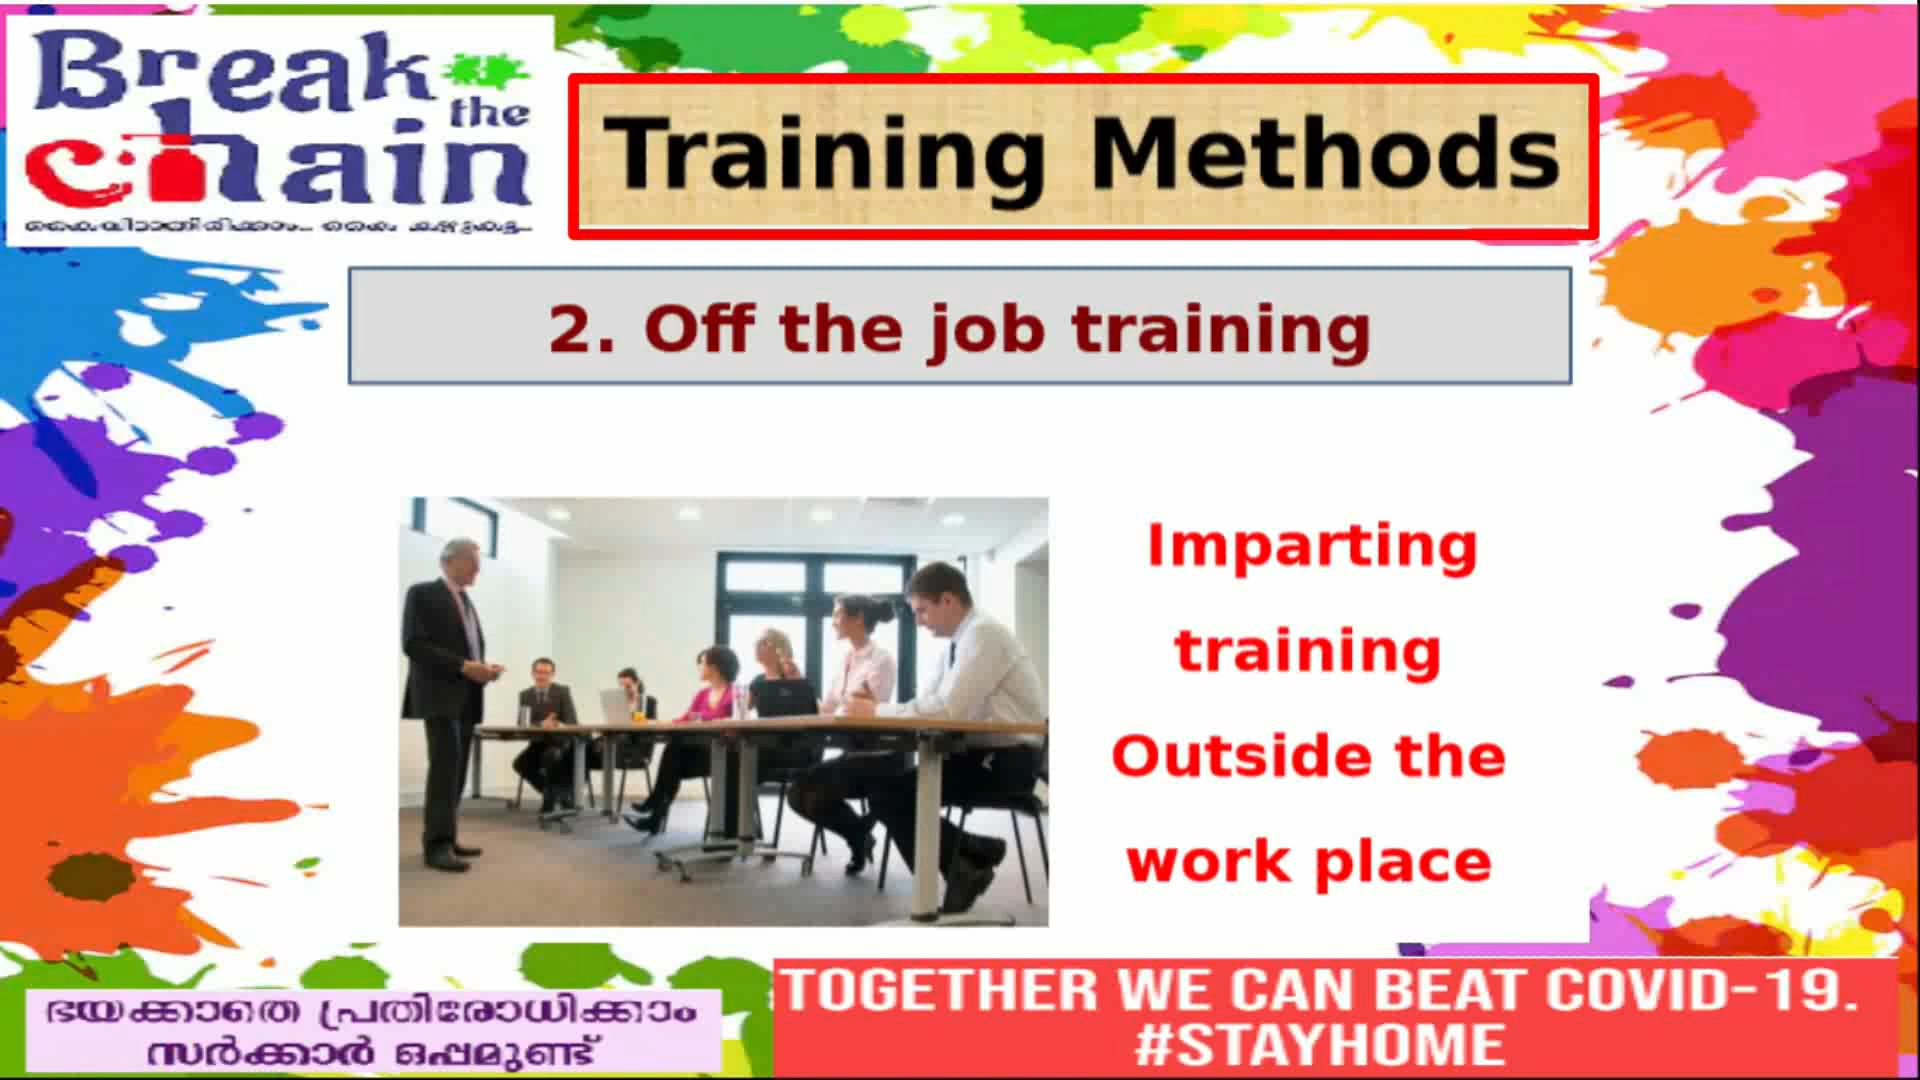 Break
the
chain
കൈവിടാതിരിക്കാം.. കൈ കഴുകൂ..
Training Methods
2. Off the job training
Imparting
training
Outside the
work place
ഭയക്കാതെ പ്രതിരോധിക്കാം
സർക്കാർ ഒപ്പമുണ്ട്
TOGETHER WE CAN BEAT COVID-19.
#STAYHOME